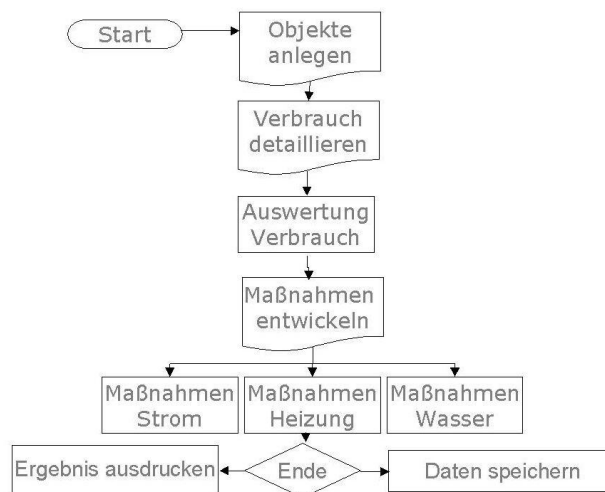 Start
Objekte
anlegen
Verbrauch
detaillieren
Auswertung
Verbrauch
Maßnahmen
entwickeln
Maßnahmen
Strom
Maßnahmen
Heizung
Maßnahmen
Wasser
Ergebnis ausdrucken
Ende
Daten speichern